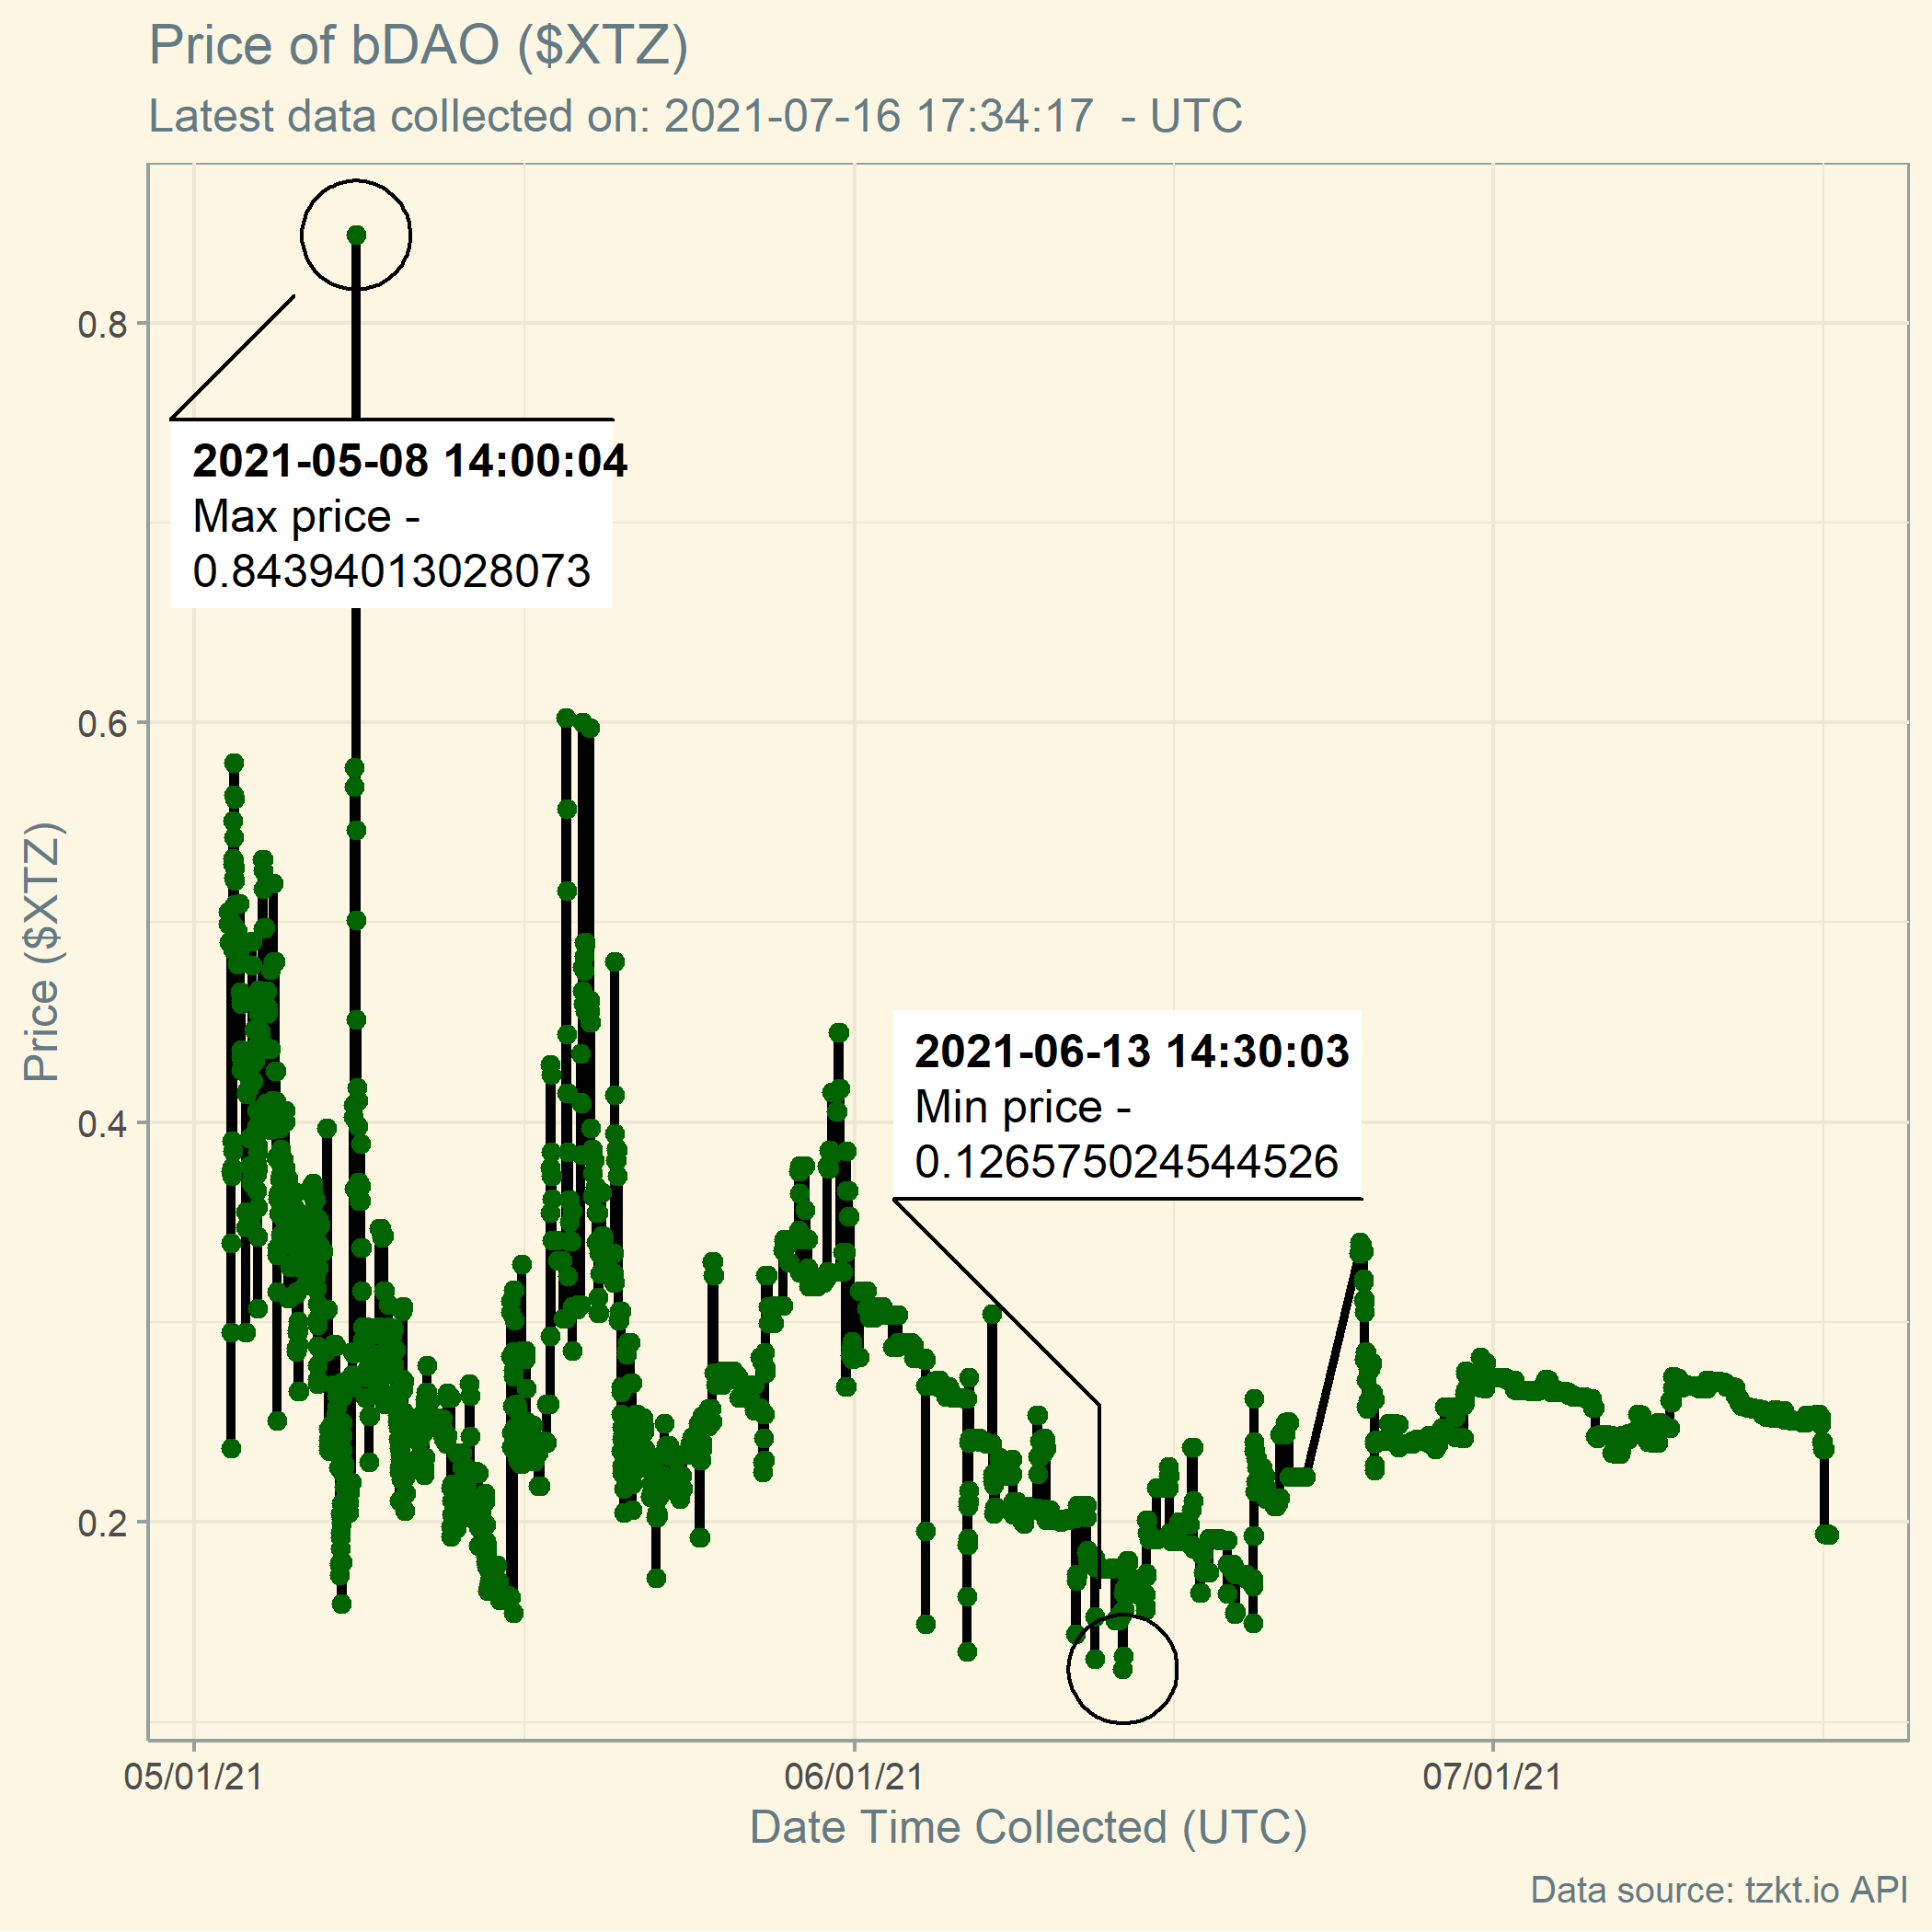 Price of bDAO ($XTZ)
Latest data collected on: 2021-07-16 17:34:17  - UTC
0.8
2021-05-08 14:00:04
Max price -
0.84394013028073
0.6
Price ($XTZ)
2021-06-13 14:30:03
Min price -
0.126575024544526
0.4
0.2
05/01/21
06/01/21
07/01/21
Date Time Collected (UTC)
Data source: tzkt.io API